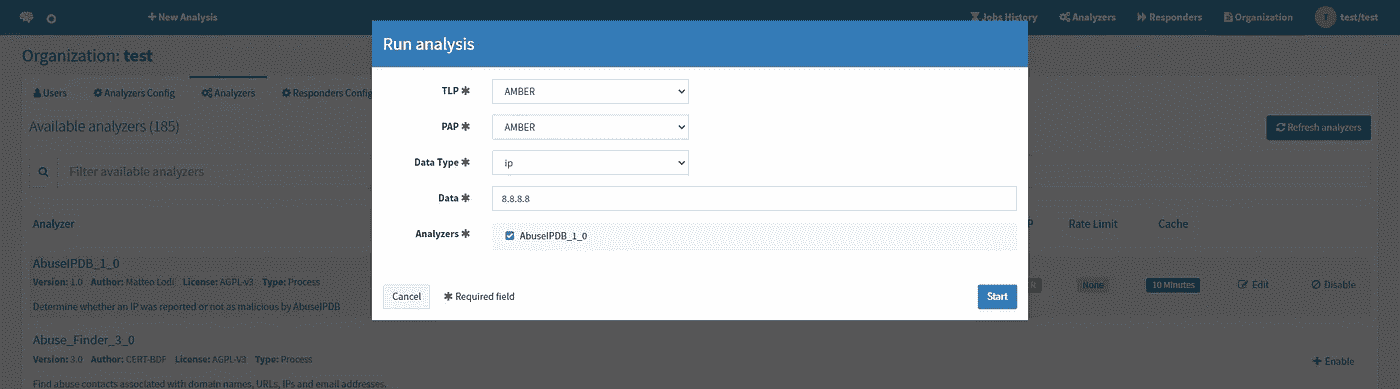 + New Analysis
Jobs History
Analyzers
Responders
Organization
T
test/test
Organization: test
Users
Analyzers Config
Analyzers
Responders Config
Available analyzers (185)
Refresh analyzers
Filter available analyzers
Analyzer
Rate Limit
Cache
AbuseIPDB_1_0
Version: 1.0 Author: Matteo Lodi License: AGPL-v3 Type: Process
Determine whether an IP was reported or not as malicious by AbuseIPDB
None
10 Minutes
Edit
Disable
Abuse_Finder_3_0
Version: 3.0 Author: CERT-BDF License: AGPL-V3 Type: Process
Find abuse contacts associated with domain names, URLs, IPs and email addresses.
+ Enable
Run analysis
TLP ✱
AMBER
PAP ✱
AMBER
Data Type ✱
ip
Data ✱
8.8.8.8
Analyzers ✱
AbuseIPDB_1_0
Cancel
✱ Required field
Start